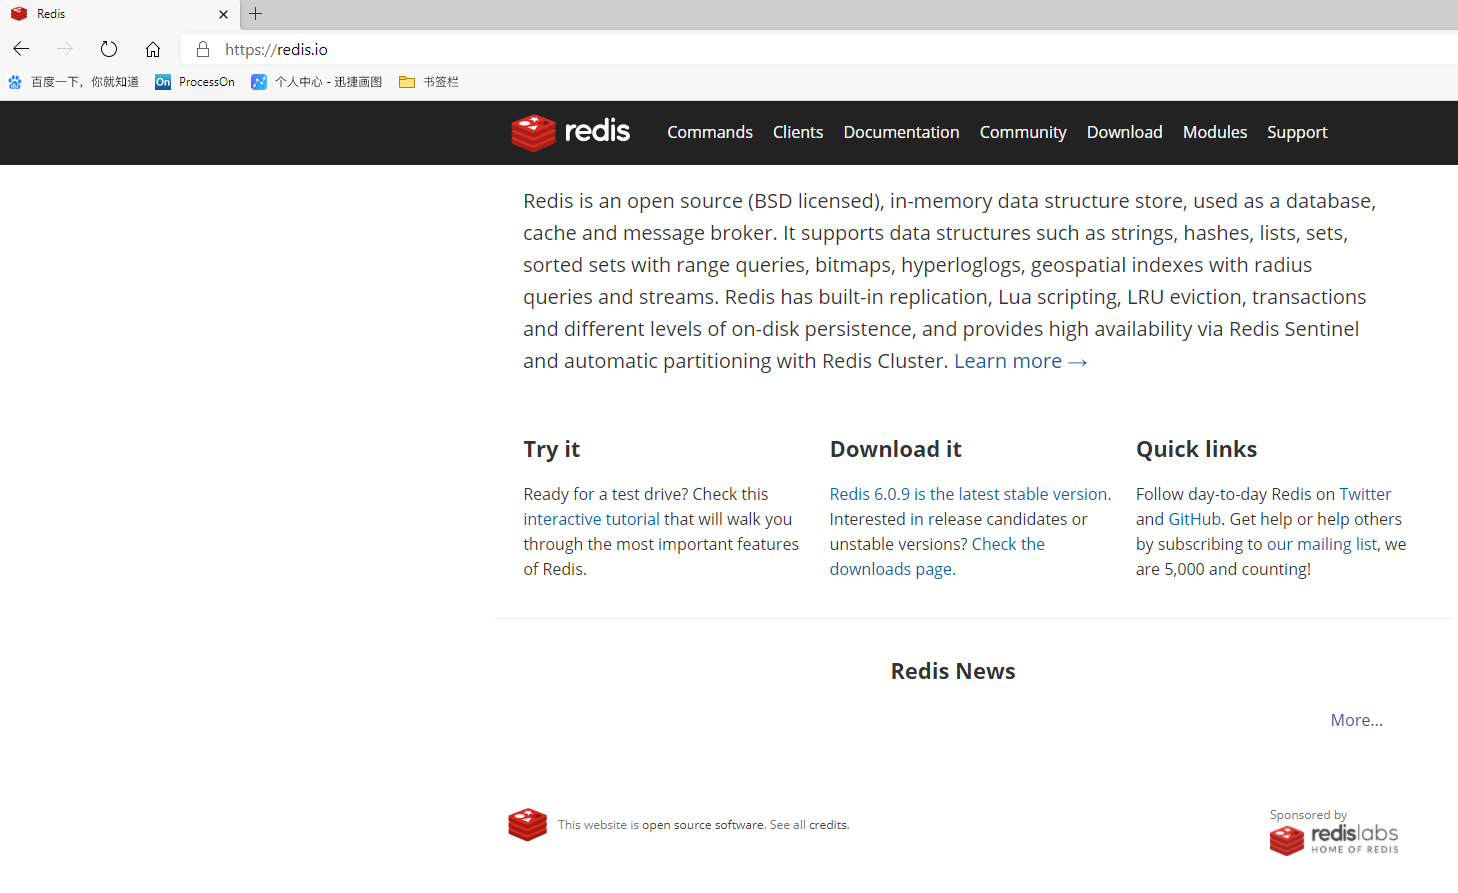 Redis
https://redis.io
百度一下，你就知道 On ProcessOn 个人中心 - 迅捷画图 书签栏
redis Commands Clients Documentation Community Download Modules Support
Redis is an open source (BSD licensed), in-memory data structure store, used as a database,
cache and message broker. It supports data structures such as strings, hashes, lists, sets,
sorted sets with range queries, bitmaps, hyperloglogs, geospatial indexes with radius
queries and streams. Redis has built-in replication, Lua scripting, LRU eviction, transactions
and different levels of on-disk persistence, and provides high availability via Redis Sentinel
and automatic partitioning with Redis Cluster. Learn more →
Try it
Ready for a test drive? Check this
interactive tutorial that will walk you
through the most important features
of Redis.
Download it
Redis 6.0.9 is the latest stable version.
Interested in release candidates or
unstable versions? Check the
downloads page.
Quick links
Follow day-to-day Redis on Twitter
and GitHub. Get help or help others
by subscribing to our mailing list, we
are 5,000 and counting!
Redis News
More...
This website is open source software. See all credits.
Sponsored by
redislabs
HOME OF REDIS